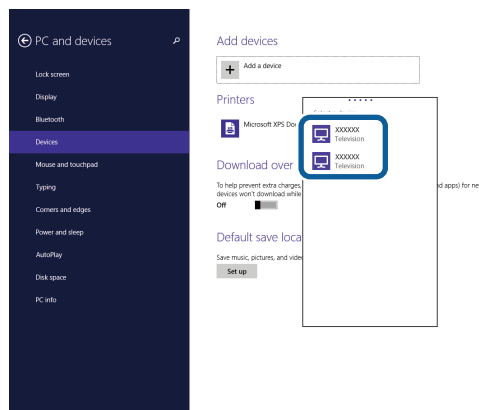 PC and devices
Lock screen
Display
Bluetooth
Devices
Mouse and touchpad
Typing
Corners and edges
Power and sleep
AutoPlay
Disk space
PC info
Add devices
Add a device
Printers
Microsoft XPS Do
XXXXXX
Television
XXXXXX
Television
Download over
To help prevent extra charges,
nd apps) for ne
devices won't download while
Off
Default save loca
Save music, pictures, and vide
Set up